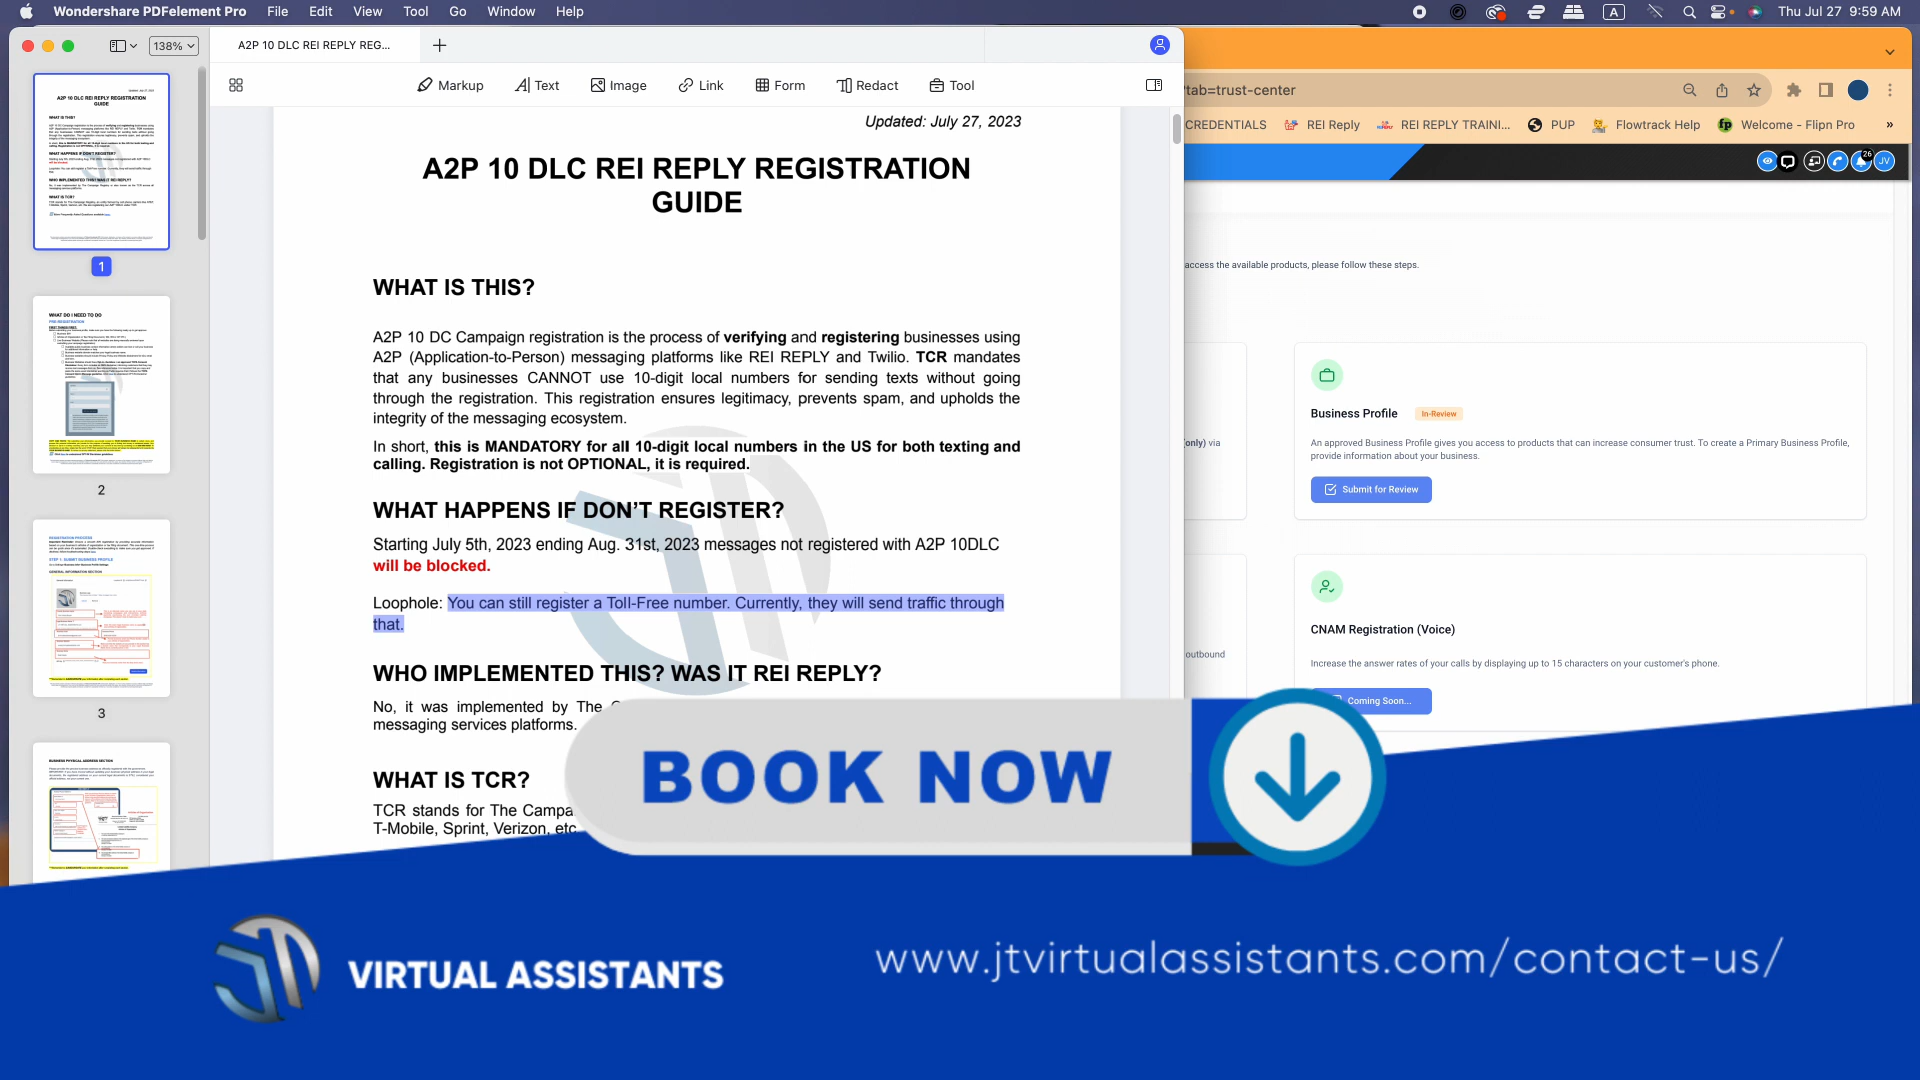 Wondershare PDFelement Pro File Edit View Tool Go Window Help
A
Thu Jul 27 9:59 AM
138%
A2P 10 DLC REI REPLY REG...
Markup Text Image Link Form Redact Tool
1
2
3
Updated: July 27, 2023
A2P 10 DLC REI REPLY REGISTRATION
GUIDE
WHAT IS THIS?
A2P 10 DC Campaign registration is the process of verifying and registering businesses using
A2P (Application-to-Person) messaging platforms like REI REPLY and Twilio. TCR mandates
that any businesses CANNOT use 10-digit local numbers for sending texts without going
through the registration. This registration ensures legitimacy, prevents spam, and upholds the
integrity of the messaging ecosystem.
In short, this is MANDATORY for all 10-digit local numbers in the US for both texting and
calling. Registration is not OPTIONAL, it is required.
WHAT HAPPENS IF DON'T REGISTER?
Starting July 5th, 2023 ending Aug. 31st, 2023 messages not registered with A2P 10DLC
will be blocked.
Loophole: You can still register a Toll-Free number. Currently, they will send traffic through
that.
WHO IMPLEMENTED THIS? WAS IT REI REPLY?
No, it was implemented by The
messaging services platforms.
WHAT IS TCR?
TCR stands for The Campa
T-Mobile, Sprint, Verizon, etc
?tab=trust-center
CREDENTIALS REI Reply REI REPLY TRAINI... PUP Flowtrack Help Welcome - Flipn Pro »
26
JV
access the available products, please follow these steps.
only) via
Business Profile In-Review
An approved Business Profile gives you access to products that can increase consumer trust. To create a Primary Business Profile,
provide information about your business.
Submit for Review
CNAM Registration (Voice)
outbound
Increase the answer rates of your calls by displaying up to 15 characters on your customer's phone.
Coming Soon...
BOOK NOW
VIRTUAL ASSISTANTS
www.jtvirtualassistants.com/contact-us/